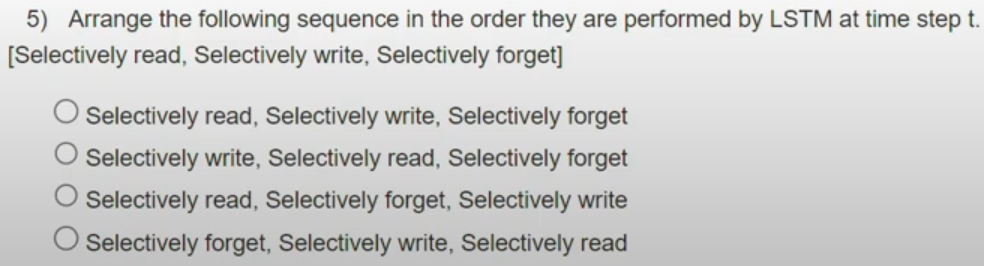 5) Arrange the following sequence in the order they are performed by LSTM at time step t.
[Selectively read, Selectively write, Selectively forget]
Selectively read, Selectively write, Selectively forget
Selectively write, Selectively read, Selectively forget
Selectively read, Selectively forget, Selectively write
Selectively forget, Selectively write, Selectively read